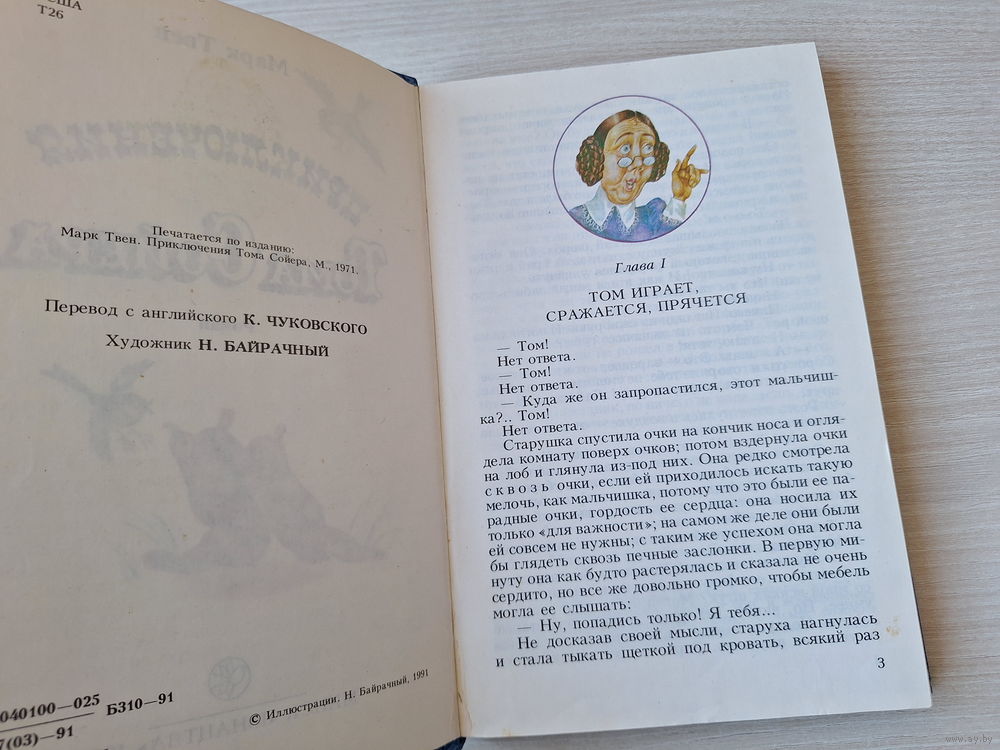 США
Т26
Печатается по изданию:
Марк Твен. Приключения Тома Сойера, М., 1971.
Перевод с английского К. ЧУКОВСКОГО
Художник Н. БАЙРАЧНЫЙ
040100—025
Б310—91
7(03)—91
© Иллюстрации, Н. Байрачный, 1991
Глава I
ТОМ ИГРАЕТ,
СРАЖАЕТСЯ, ПРЯЧЕТСЯ
— Том!
Нет ответа.
— Том!
Нет ответа.
— Куда же он запропастился, этот мальчиш-
ка?.. Том!
Нет ответа.
Старушка спустила очки на кончик носа и огля-
дела комнату поверх очков; потом вздернула очки
на лоб и глянула из-под них. Она редко смотрела
сквозь очки, если ей приходилось искать такую
мелочь, как мальчишка, потому что это были ее па-
радные очки, гордость ее сердца: она носила их
только «для важности»; на самом же деле они были
ей совсем не нужны; с таким же успехом она могла
бы глядеть сквозь печные заслонки. В первую ми-
нуту она как будто растерялась и сказала не очень
сердито, но все же довольно громко, чтобы мебель
могла ее слышать:
— Ну, попадись только! Я тебя...
Не досказав своей мысли, старуха нагнулась
и стала тыкать щеткой под кровать, всякий раз
3
www.ay.by